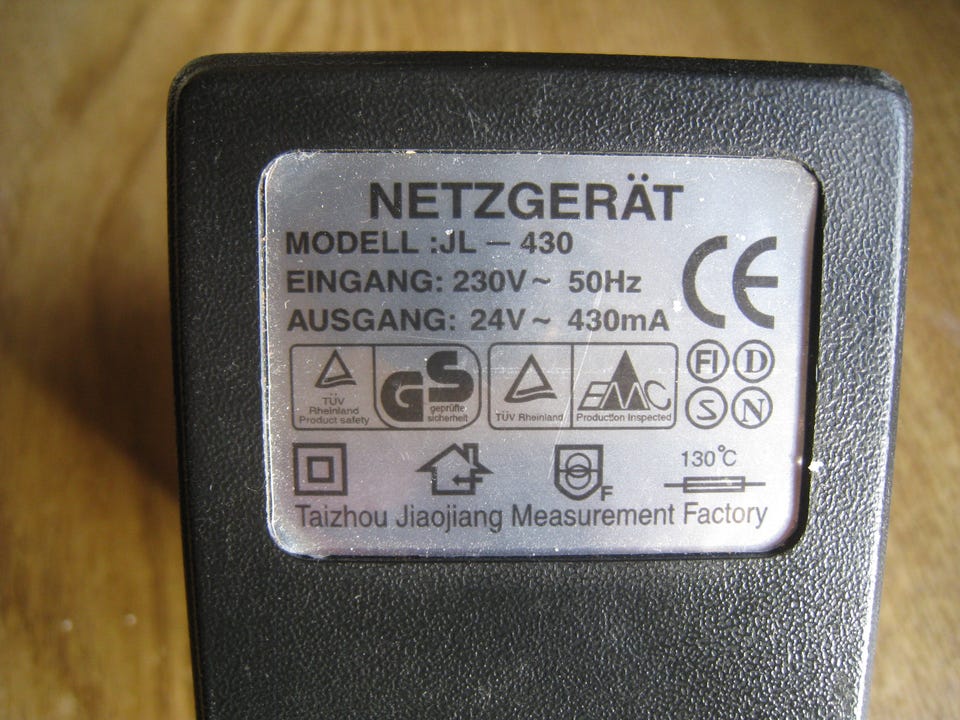 NETZGERÄT
MODELL :JL – 430
EINGANG: 230V~ 50Hz
AUSGANG: 24V~ 430mA
CE
TÜV
Rheinland
Product safety
GS
geprüfte
sicherheit
TÜV Rheinland
EMC
Production Inspected
FI D
S N
F
130°C
Taizhou Jiaojiang Measurement Factory